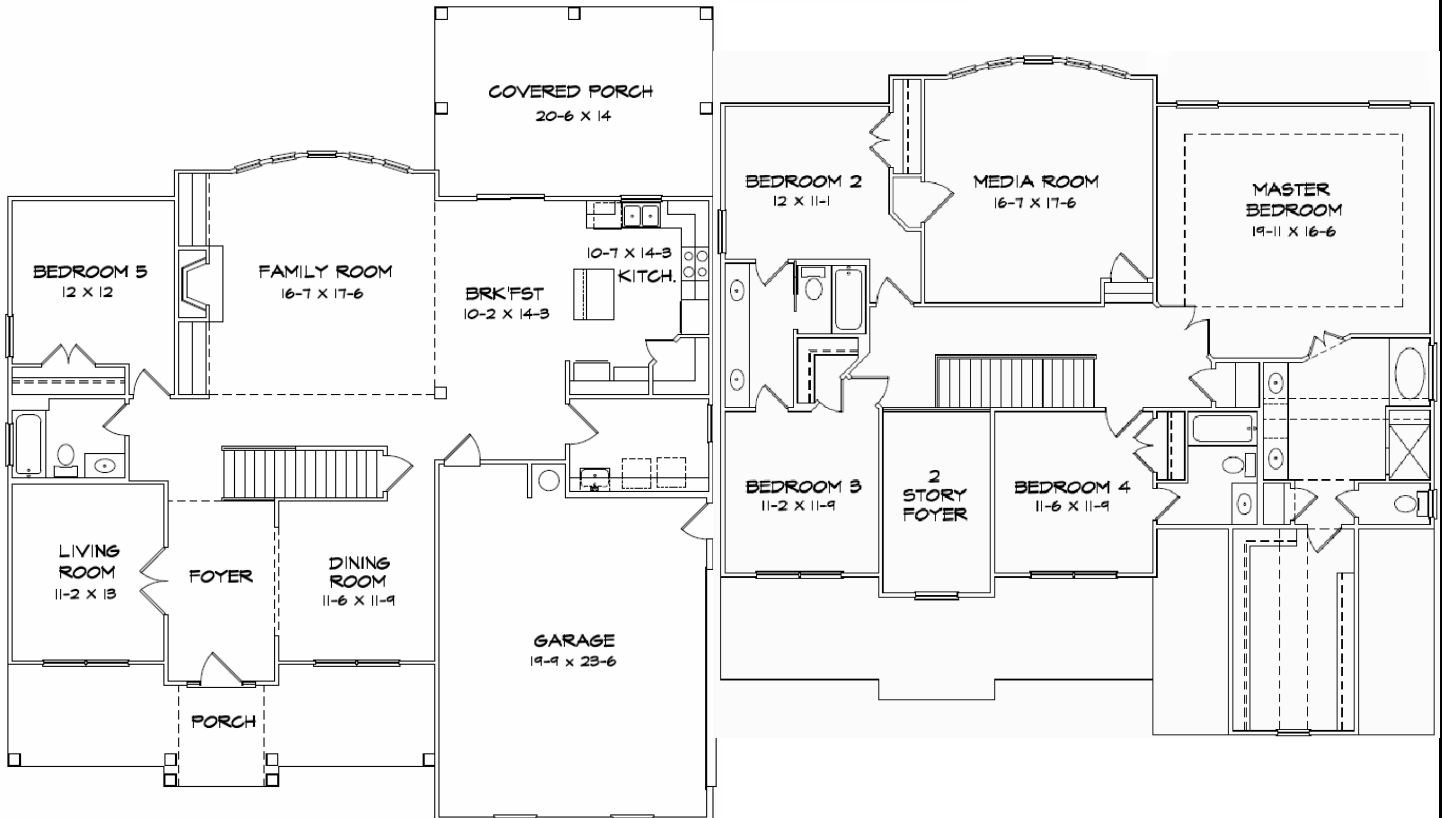 COVERED PORCH
20-6 X 14
BEDROOM 5
12 X 12
FAMILY ROOM
16-7 X 17-6
BRK'FST
10-2 X 14-3
10-7 X 14-3
KITCH.
LIVING
ROOM
11-2 X 13
FOYER
DINING
ROOM
11-6 X 11-9
GARAGE
19-9 x 23-6
PORCH
BEDROOM 2
12 X 11-1
MEDIA ROOM
16-7 X 17-6
MASTER
BEDROOM
19-11 X 16-6
BEDROOM 3
11-2 X 11-9
2
STORY
FOYER
BEDROOM 4
11-6 X 11-9